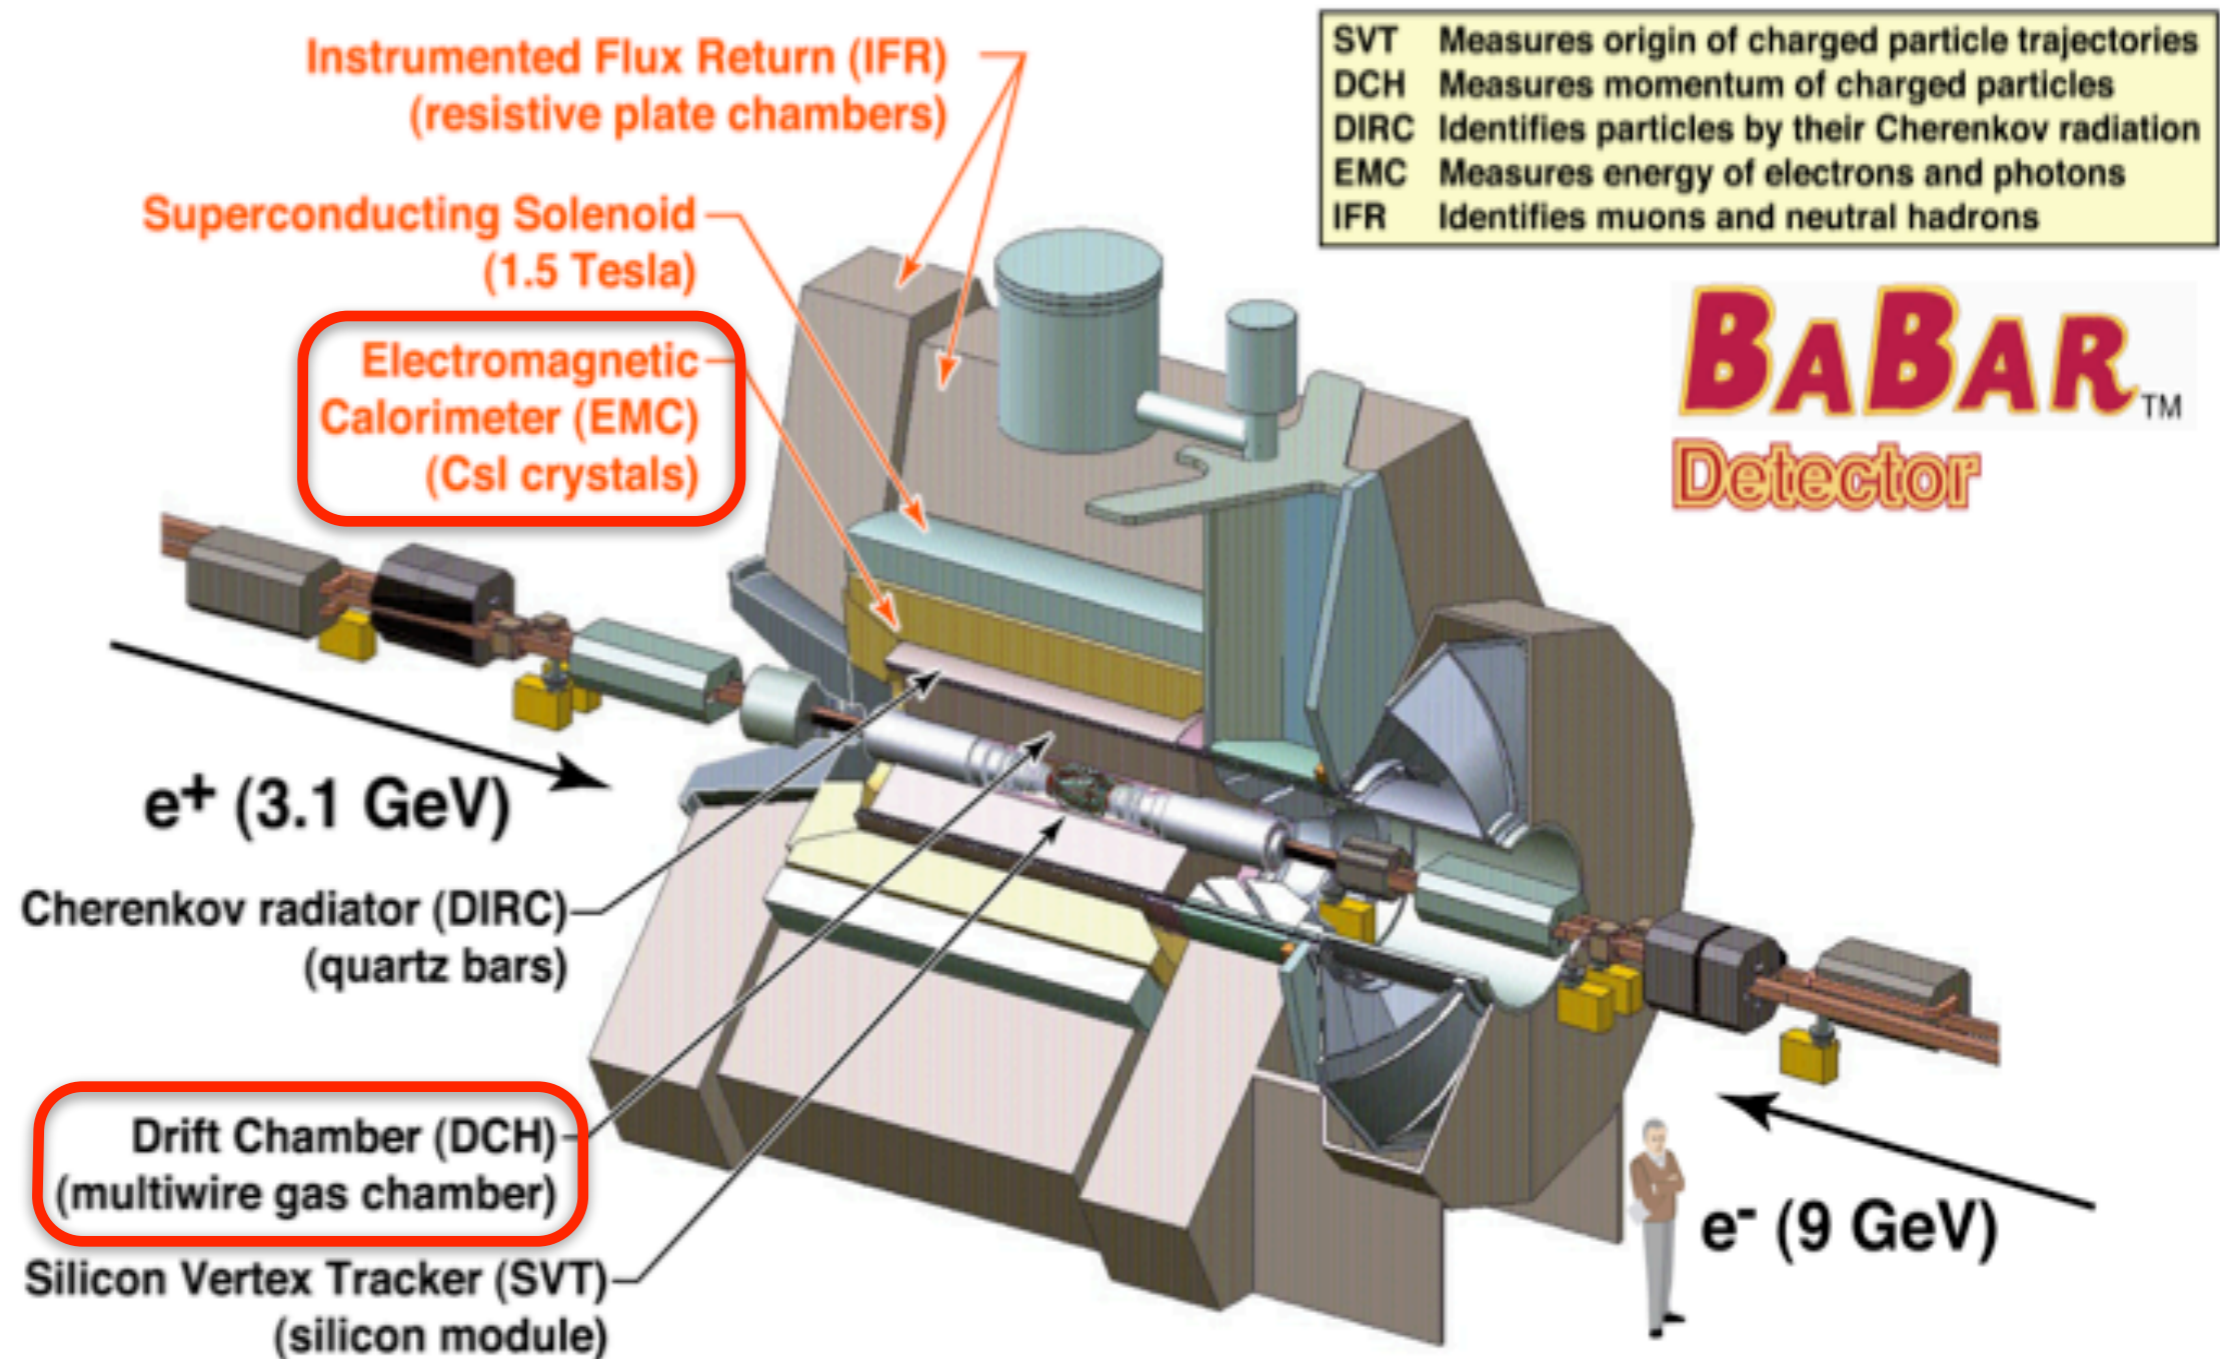 Instrumented Flux Return (IFR)
(resistive plate chambers)
Superconducting Solenoid
(1.5 Tesla)
Electromagnetic
Calorimeter (EMC)
(CsI crystals)
SVT Measures origin of charged particle trajectories
DCH Measures momentum of charged particles
DIRC Identifies particles by their Cherenkov radiation
EMC Measures energy of electrons and photons
IFR Identifies muons and neutral hadrons
BABAR TM
Detector
e+ (3.1 GeV)
Cherenkov radiator (DIRC)
(quartz bars)
Drift Chamber (DCH)
(multiwire gas chamber)
Silicon Vertex Tracker (SVT)
(silicon module)
e- (9 GeV)